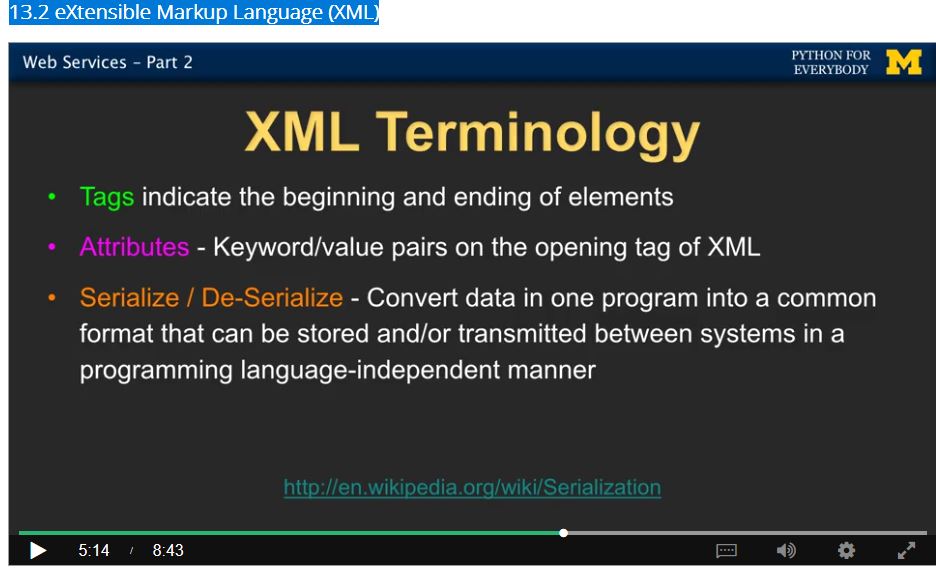 13.2 eXtensible Markup Language (XML)
Web Services – Part 2
PYTHON FOR
EVERYBODY
M
XML Terminology
• Tags indicate the beginning and ending of elements
• Attributes - Keyword/value pairs on the opening tag of XML
• Serialize / De-Serialize - Convert data in one program into a common
format that can be stored and/or transmitted between systems in a
programming language-independent manner
http://en.wikipedia.org/wiki/Serialization
5:14 / 8:43